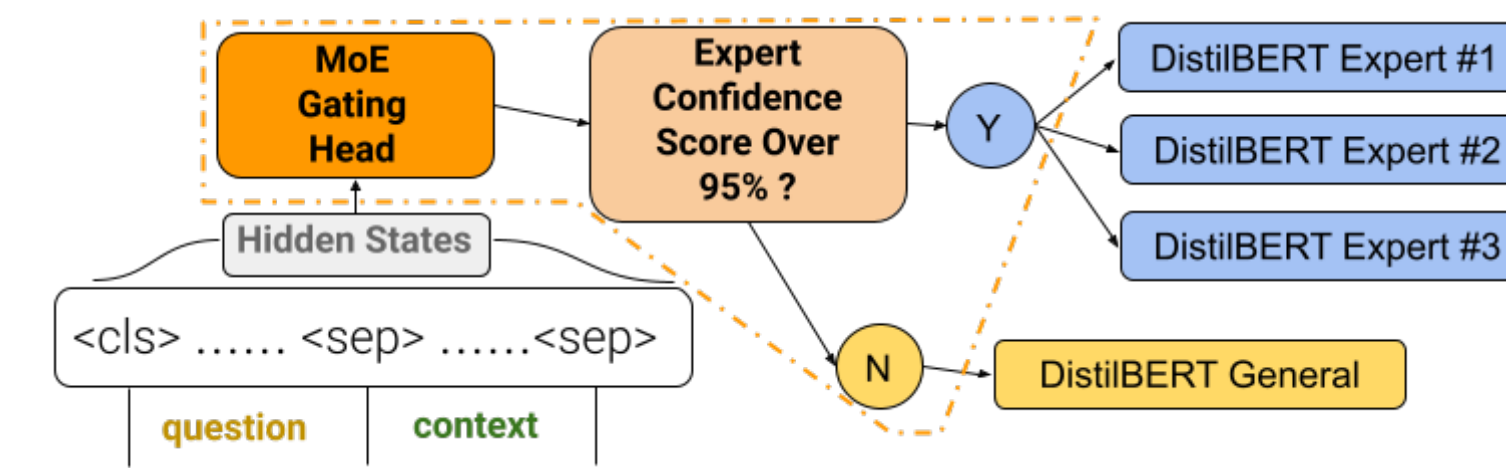 MoE
Gating
Head
Expert
Confidence
Score Over
95% ?
Y
DistilBERT Expert #1
DistilBERT Expert #2
DistilBERT Expert #3
Hidden States
<cls> ...... <sep> ......<sep>
question
context
N
DistilBERT General